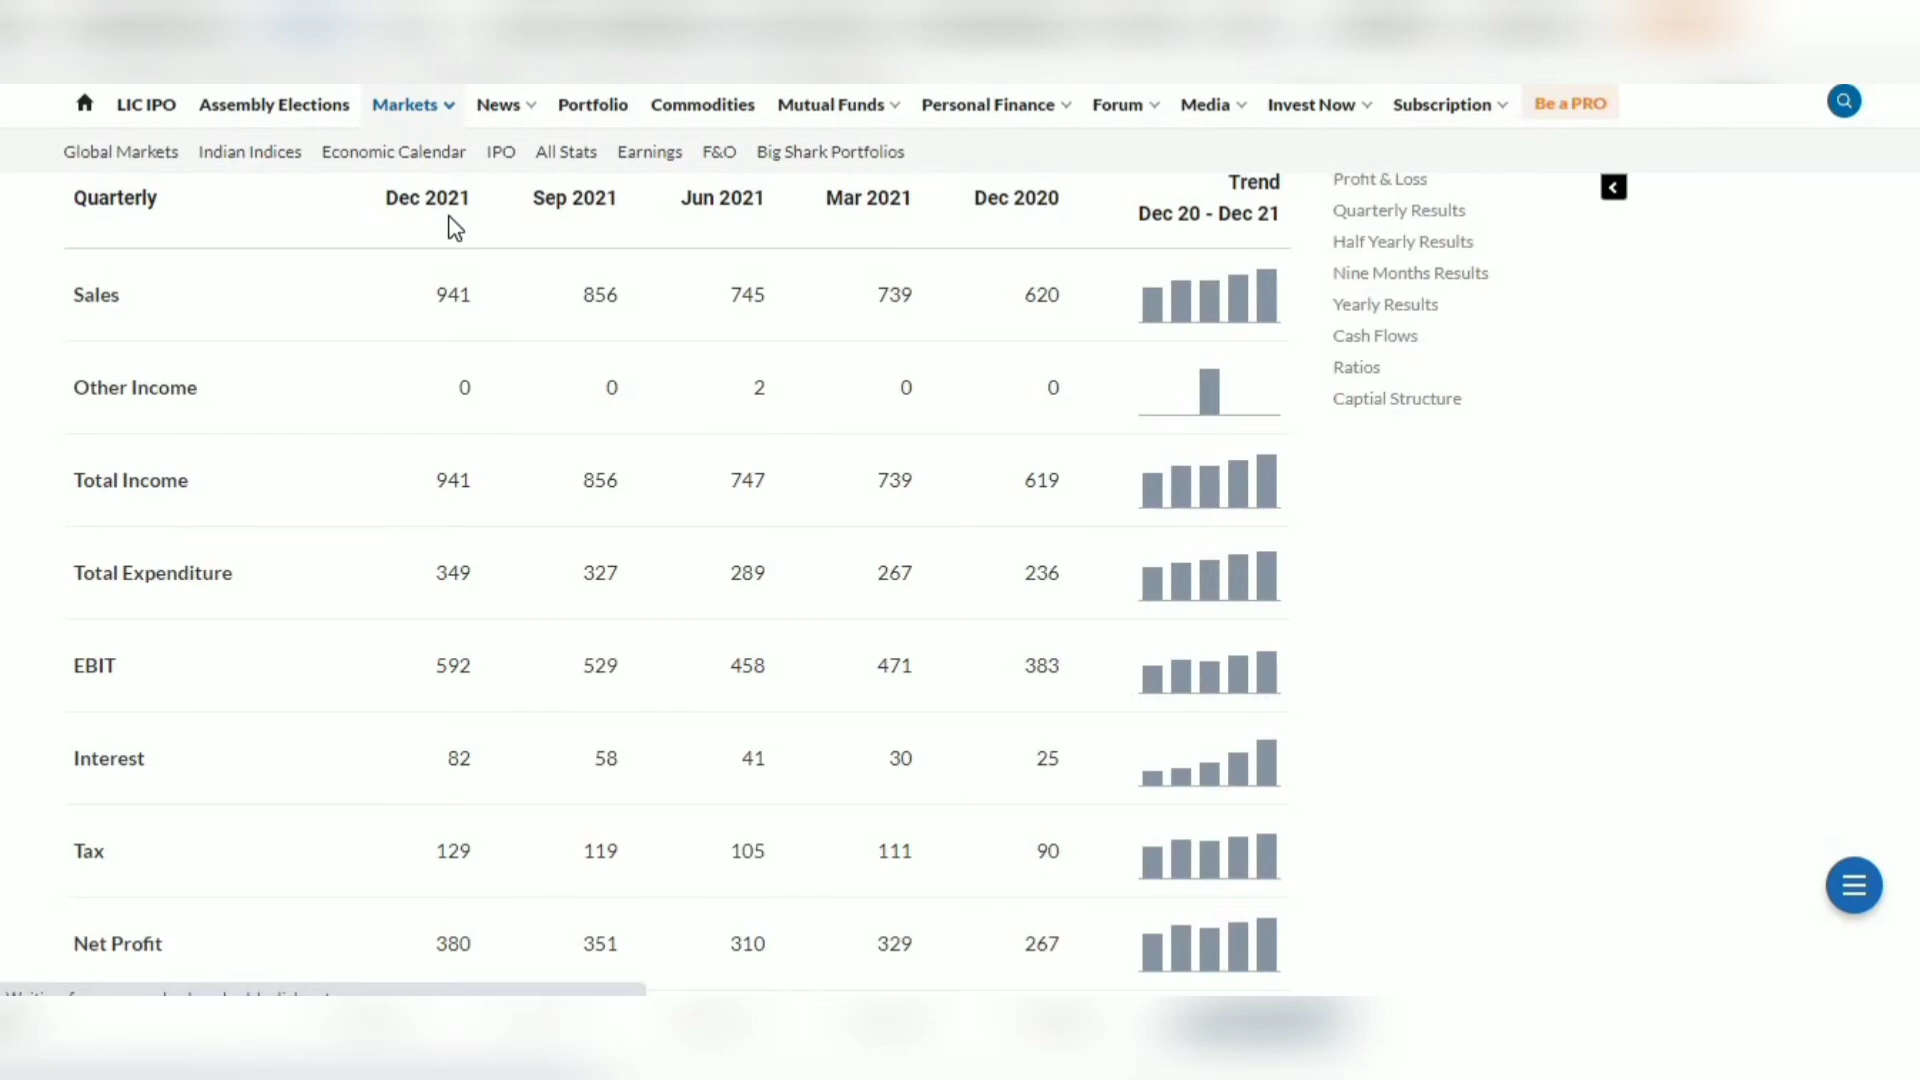 LIC IPO Assembly Elections Markets News Portfolio Commodities Mutual Funds Personal Finance Forum Media Invest Now Subscription Be a PRO
Global Markets Indian Indices Economic Calendar IPO All Stats Earnings F&O Big Shark Portfolios
Quarterly Dec 2021 Sep 2021 Jun 2021 Mar 2021 Dec 2020 Trend
Dec 20 - Dec 21
Sales 941 856 745 739 620
Other Income 0 0 2 0 0
Total Income 941 856 747 739 619
Total Expenditure 349 327 289 267 236
EBIT 592 529 458 471 383
Interest 82 58 41 30 25
Tax 129 119 105 111 90
Net Profit 380 351 310 329 267
Profit & Loss
Quarterly Results
Half Yearly Results
Nine Months Results
Yearly Results
Cash Flows
Ratios
Captial Structure